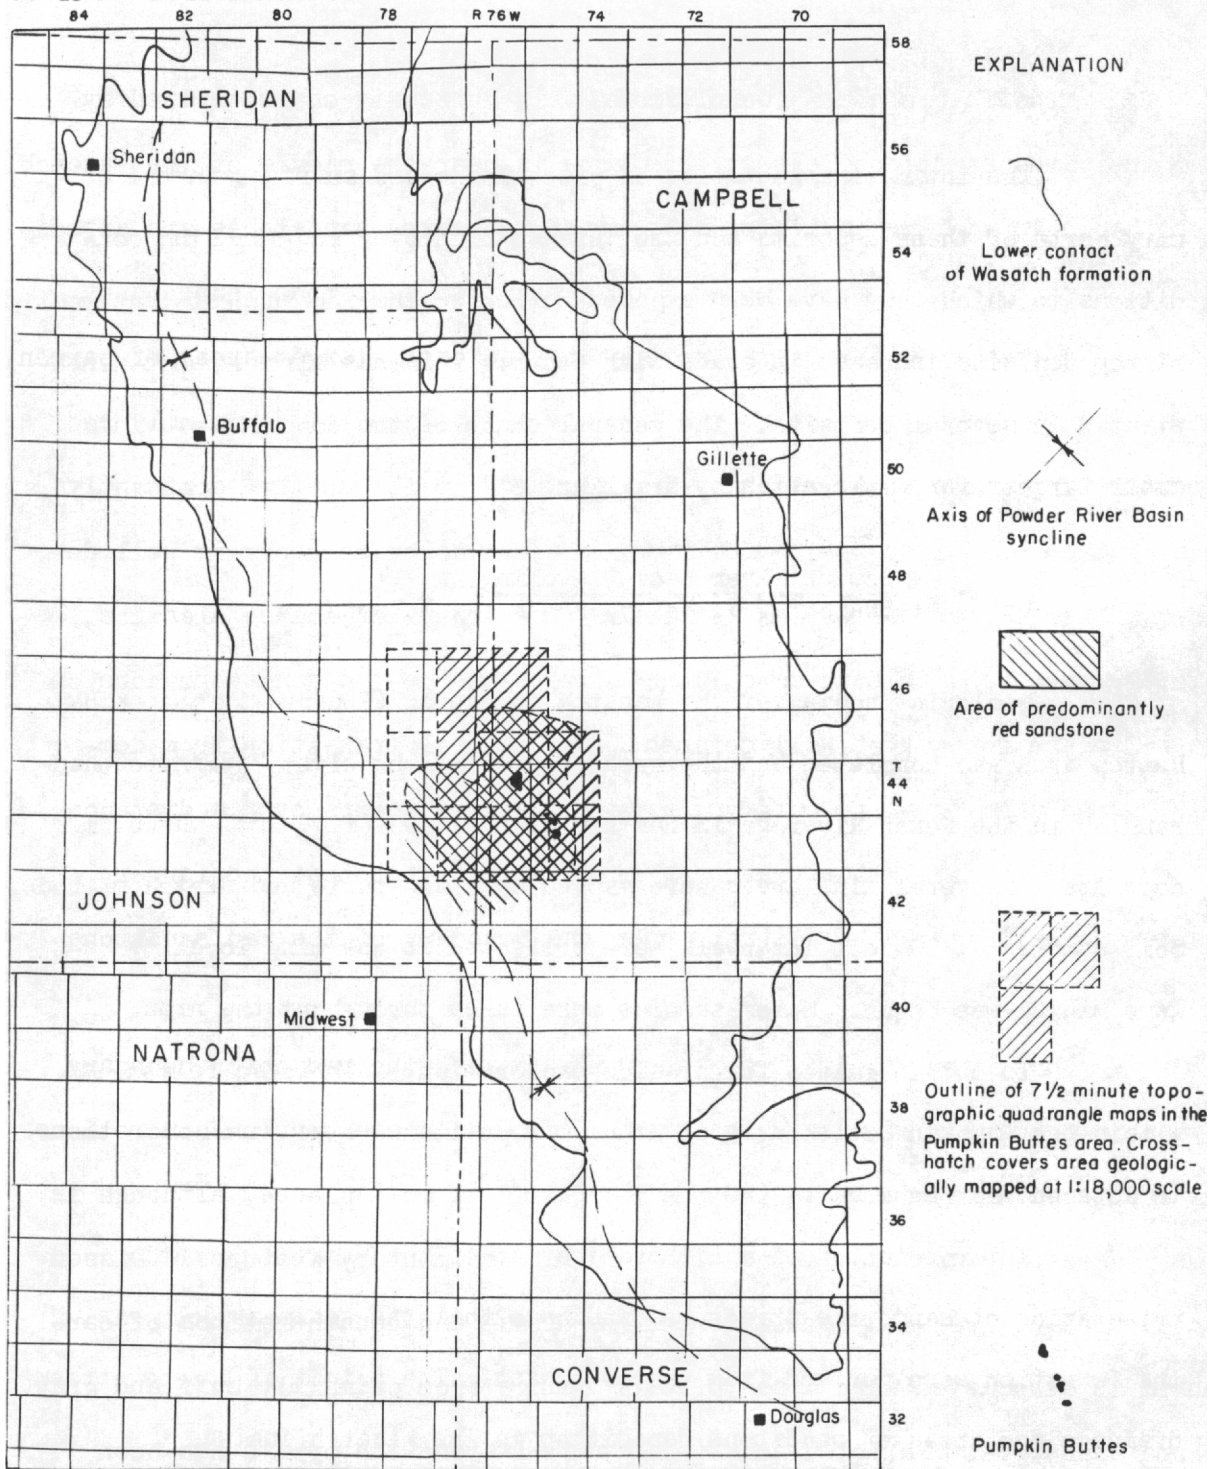 84 82 80 78 R 76 W 74 72 70
58
EXPLANATION
SHERIDAN
Sheridan
56
CAMPBELL
54
Lower contact
of Wasatch formation
52
Buffalo
Gillette
50
Axis of Powder River Basin
syncline
48
46
Area of predominantly
red sandstone
T
44
N
JOHNSON
42
Midwest
40
NATRONA
Outline of 7 1/2 minute topo-
graphic quadrangle maps in the
Pumpkin Buttes area. Cross-
hatch covers area geologic-
ally mapped at 1:18,000 scale
38
36
34
CONVERSE
Douglas
32
Pumpkin Buttes